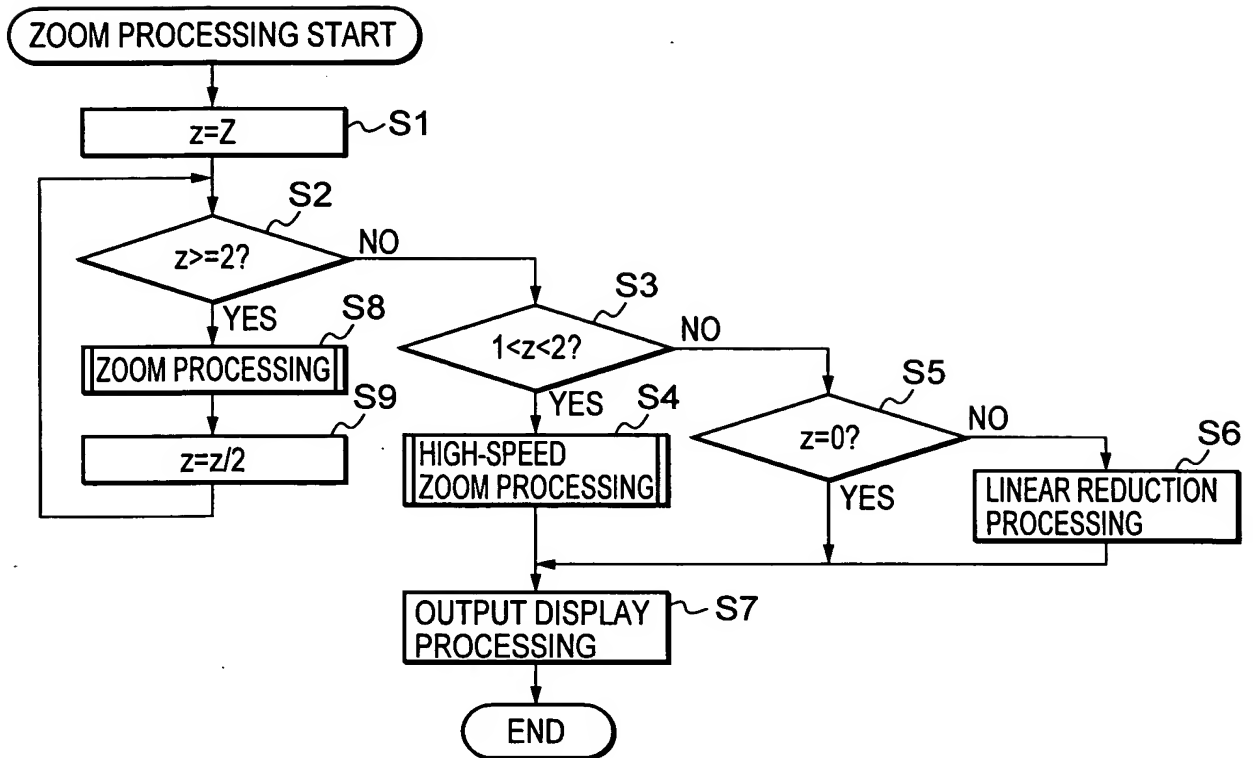 ZOOM PROCESSING START
z=Z
S1
S2
z>=2?
NO
YES
S3
1<z<2?
NO
YES
S8
ZOOM PROCESSING
S9
z=z/2
S4
HIGH-SPEED
ZOOM PROCESSING
S5
z=0?
NO
YES
S6
LINEAR REDUCTION
PROCESSING
OUTPUT DISPLAY
PROCESSING
S7
END